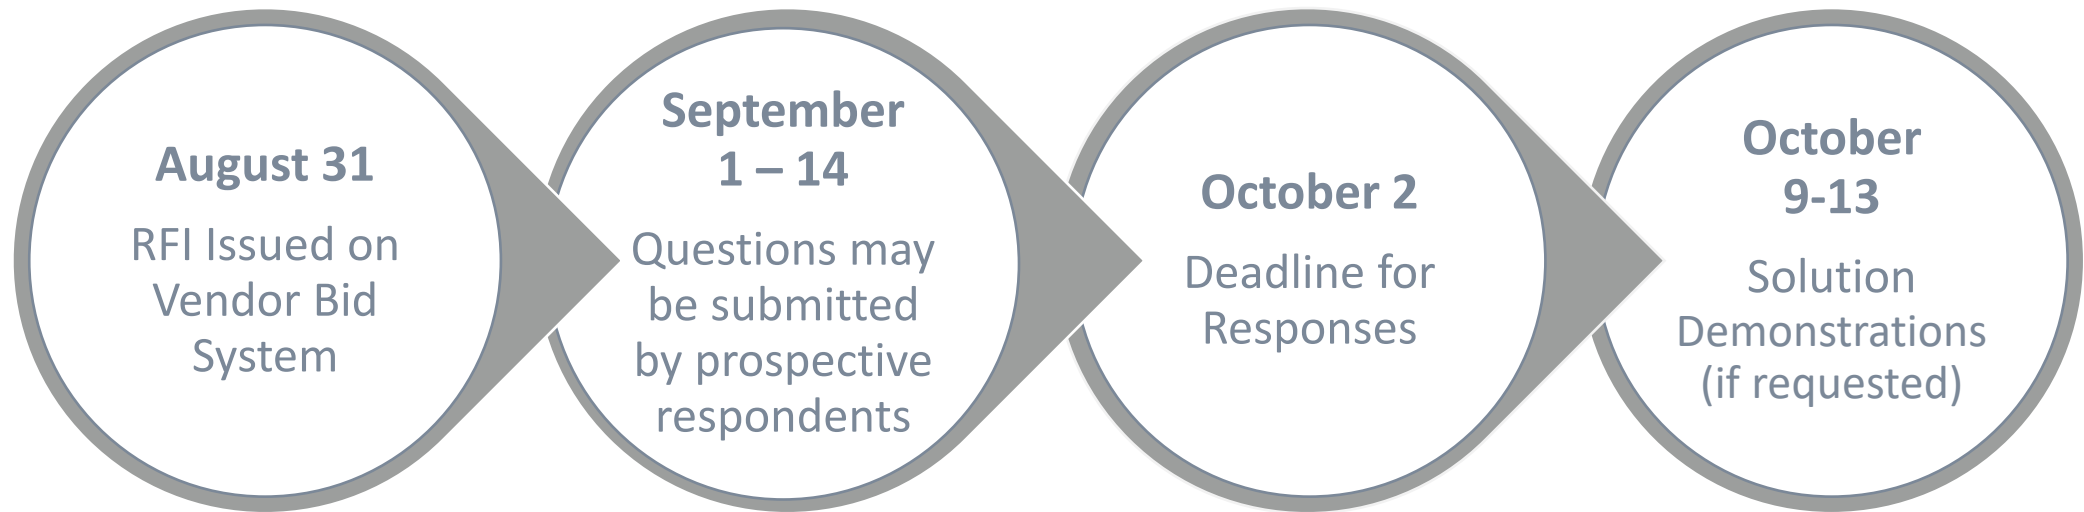 August 31
RFI Issued on
Vendor Bid
System
September
1 – 14
Questions may
be submitted
by prospective
respondents
October 2
Deadline for
Responses
October
9-13
Solution
Demonstrations
(if requested)